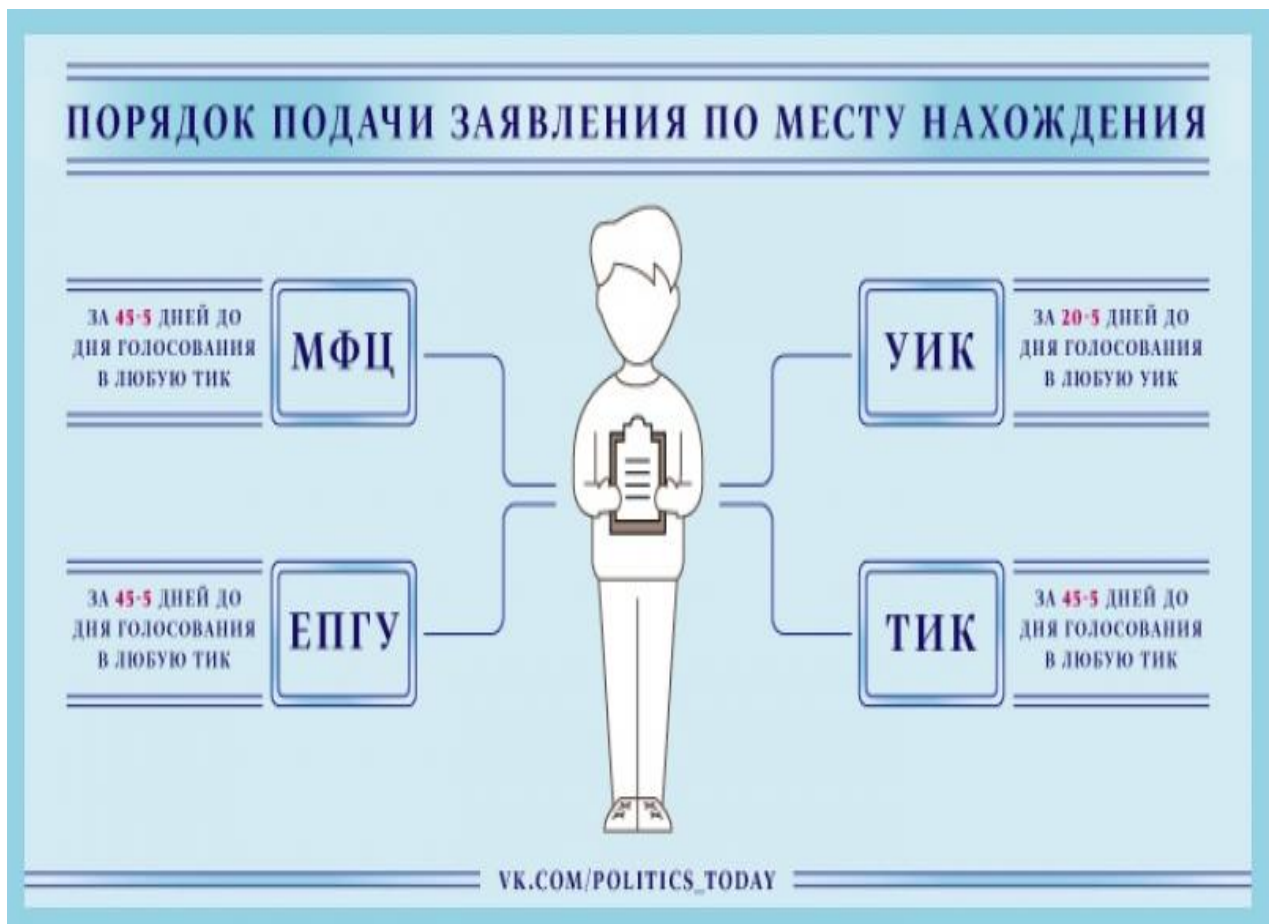 ПОРЯДОК ПОДАЧИ ЗАЯВЛЕНИЯ ПО МЕСТУ НАХОЖДЕНИЯ
ЗА 45-5 ДНЕЙ ДО
ДНЯ ГОЛОСОВАНИЯ
В ЛЮБУЮ ТИК
МФЦ
УИК
ЗА 20-5 ДНЕЙ ДО
ДНЯ ГОЛОСОВАНИЯ
В ЛЮБУЮ УИК
ЗА 45-5 ДНЕЙ ДО
ДНЯ ГОЛОСОВАНИЯ
В ЛЮБУЮ ТИК
ЕПГУ
ТИК
ЗА 45-5 ДНЕЙ ДО
ДНЯ ГОЛОСОВАНИЯ
В ЛЮБУЮ ТИК
VK.COM/POLITICS_TODAY